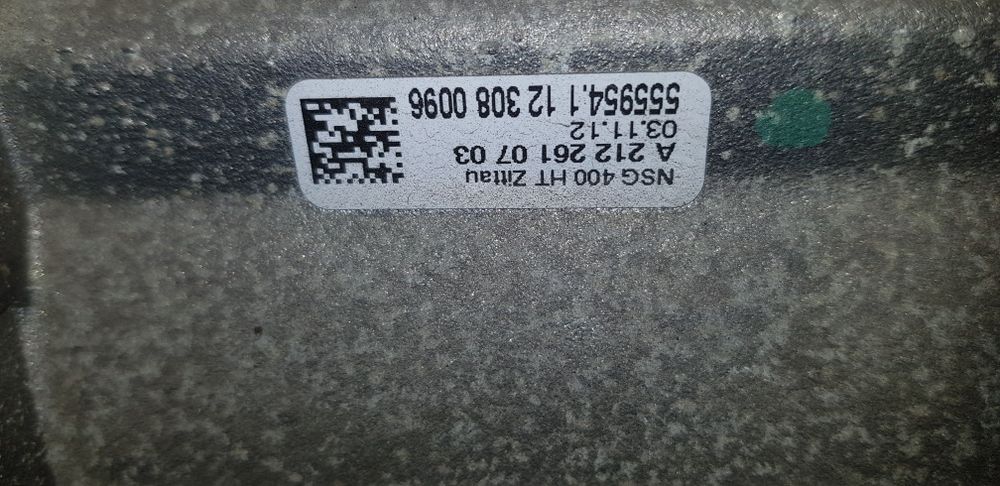 NSG 400 HT Zittau
A 212 261 07 03
03.11.12
555954.1 12 308 0096